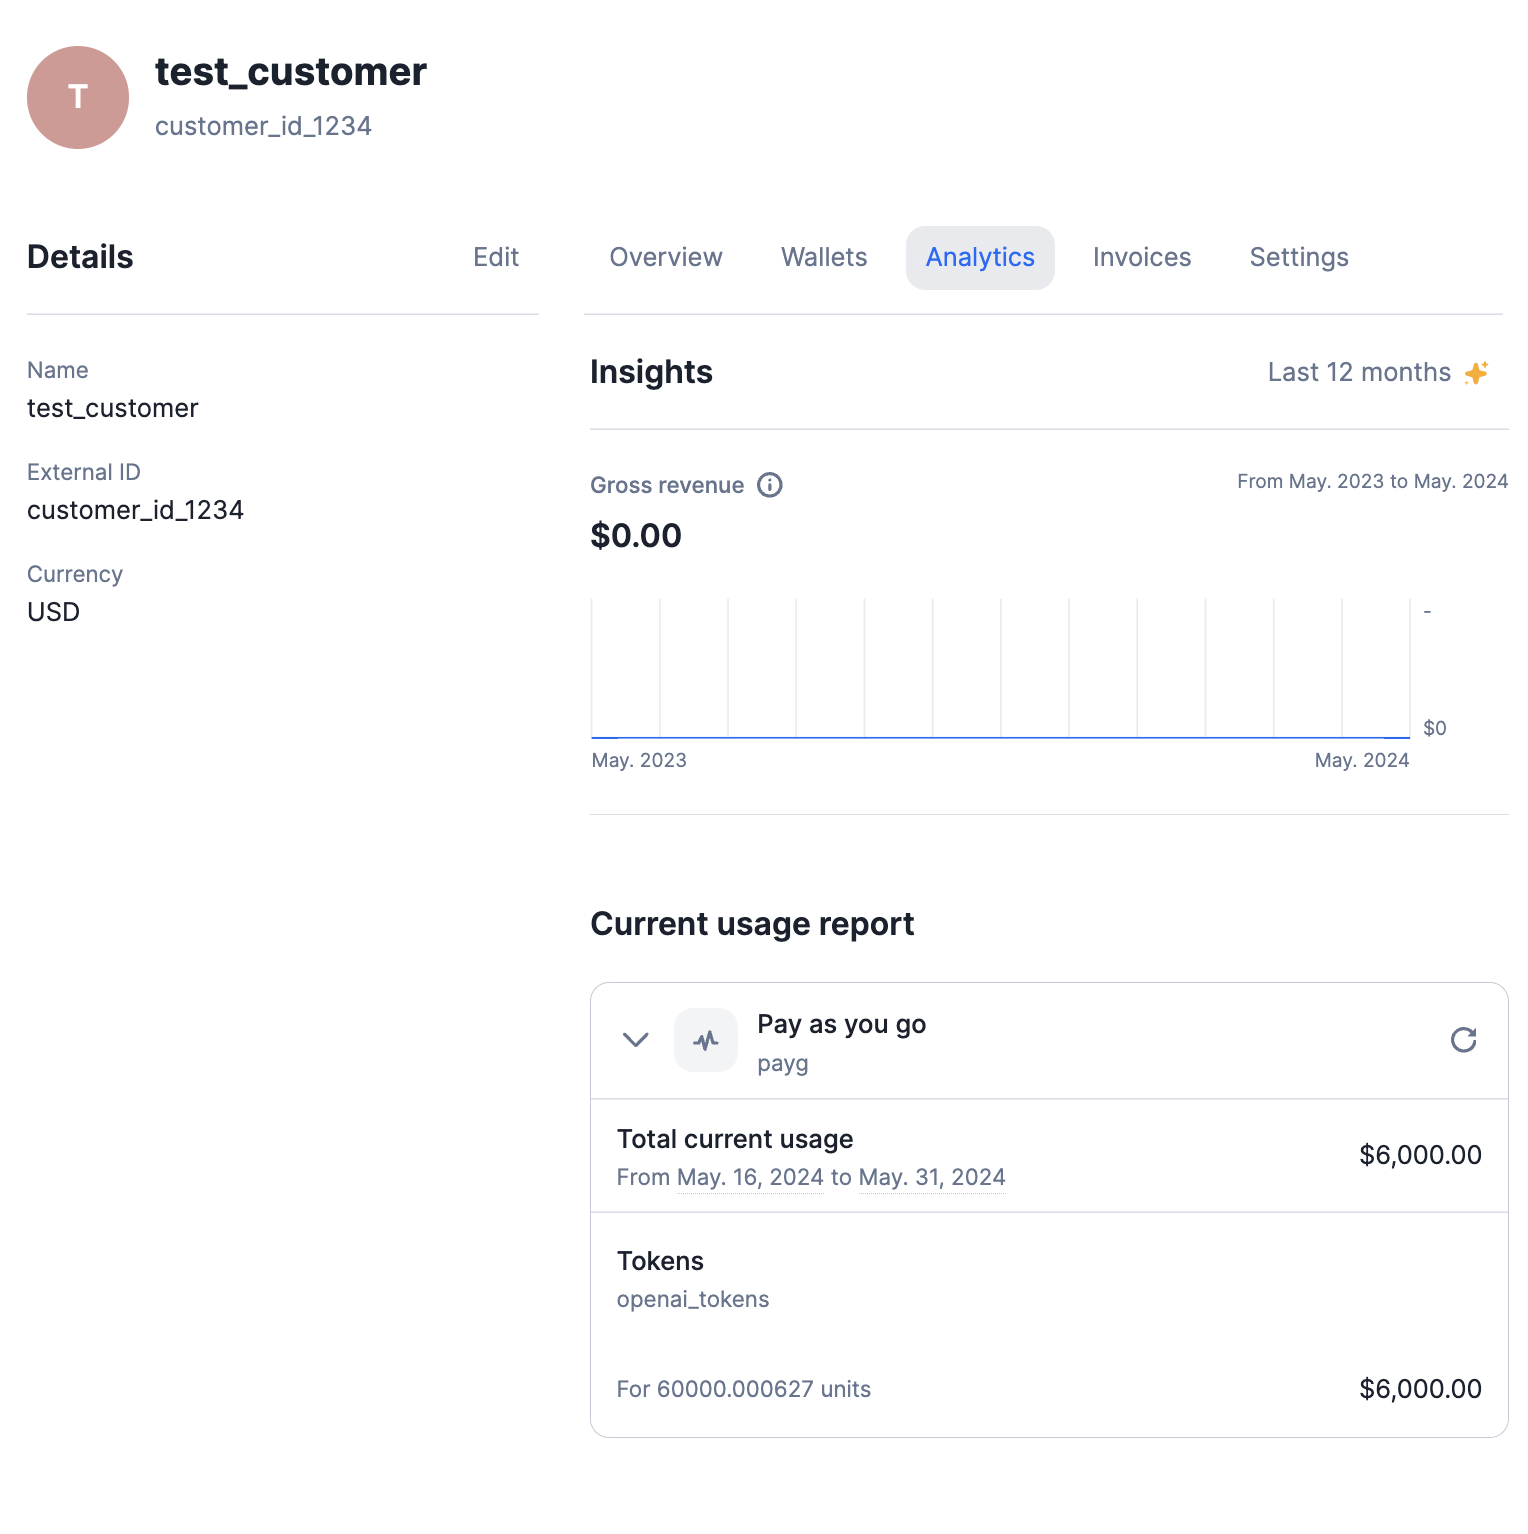 T
test_customer
customer_id_1234
Details
Edit
Name
test_customer
External ID
customer_id_1234
Currency
USD
Overview
Wallets
Analytics
Invoices
Settings
Insights
Last 12 months
Gross revenue
From May. 2023 to May. 2024
$0.00
-
$0
May. 2023
May. 2024
Current usage report
Pay as you go
payg
Total current usage
From May. 16, 2024 to May. 31, 2024
$6,000.00
Tokens
openai_tokens
For 60000.000627 units
$6,000.00